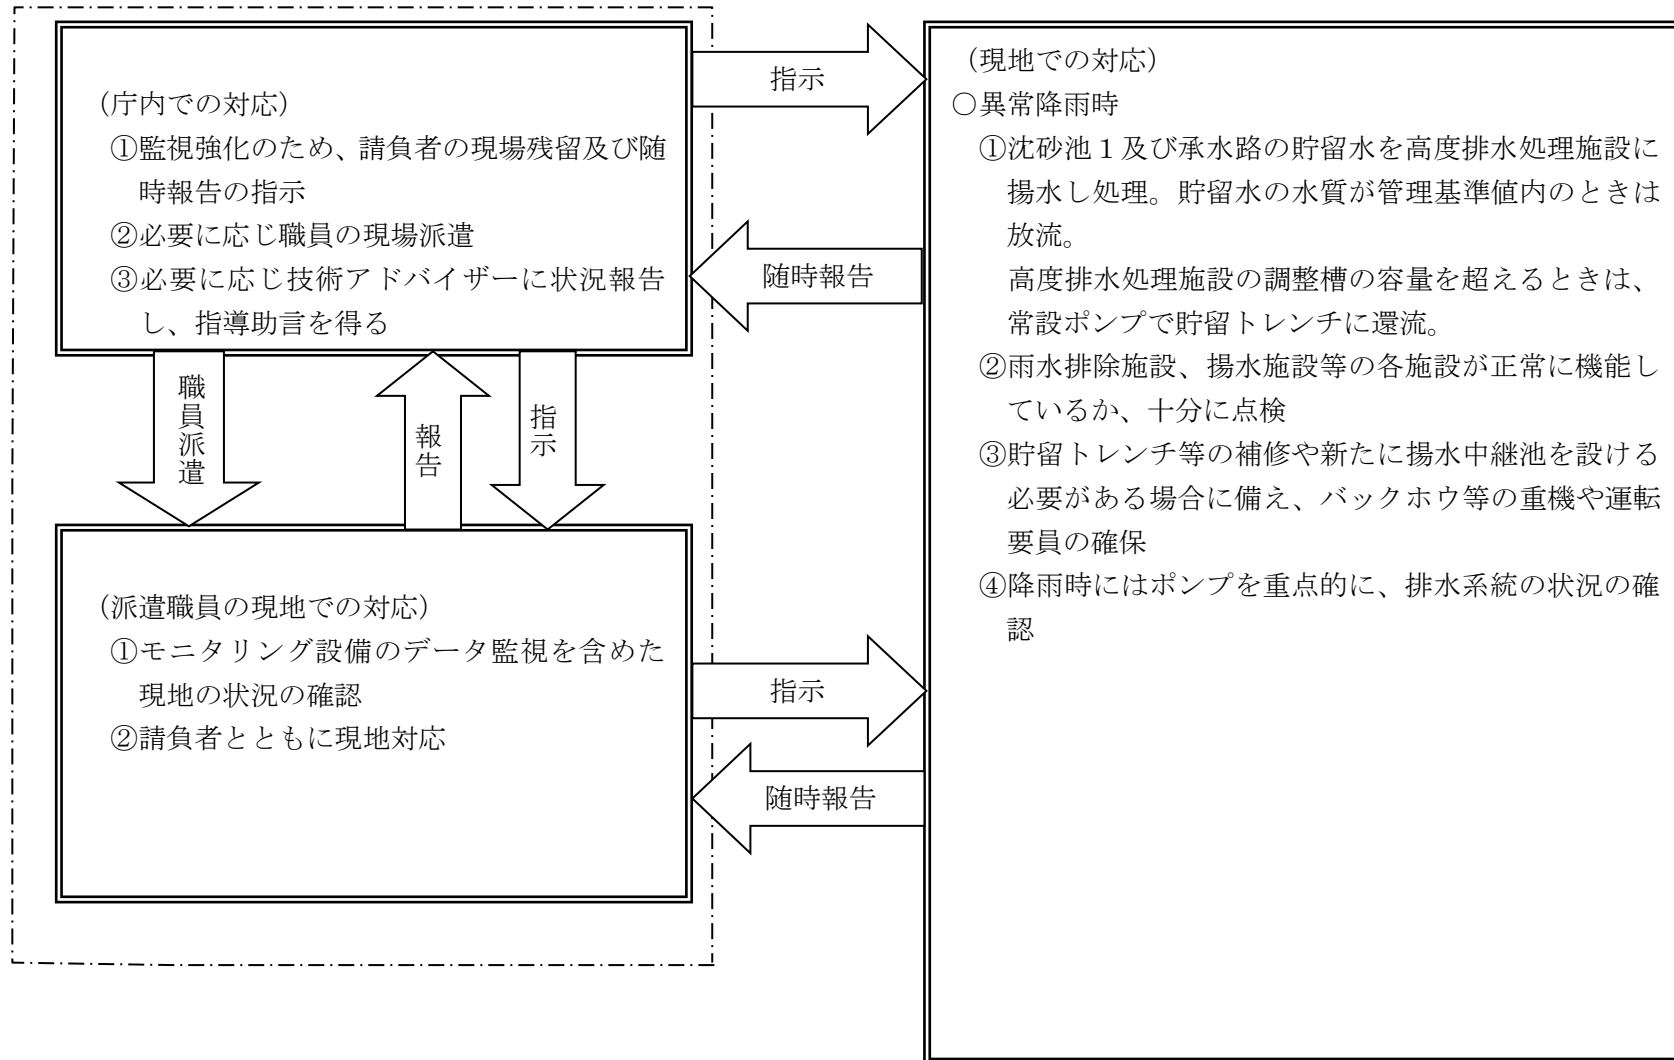 （庁内での対応）
①監視強化のため、請負者の現場残留及び随
時報告の指示
②必要に応じ職員の現場派遣
③必要に応じ技術アドバイザーに状況報告
し、指導助言を得る
指示
随時報告
職員派遣
報告
指示
（派遣職員の現地での対応）
①モニタリング設備のデータ監視を含めた
現地の状況の確認
②請負者とともに現地対応
指示
随時報告
（現地での対応）
○異常降雨時
①沈砂池１及び承水路の貯留水を高度排水処理施設に
揚水し処理。貯留水の水質が管理基準値内のときは
放流。
高度排水処理施設の調整槽の容量を超えるときは、
常設ポンプで貯留トレンチに還流。
②雨水排除施設、揚水施設等の各施設が正常に機能し
ているか、十分に点検
③貯留トレンチ等の補修や新たに揚水中継池を設ける
必要がある場合に備え、バックホウ等の重機や運転
要員の確保
④降雨時にはポンプを重点的に、排水系統の状況の確
認